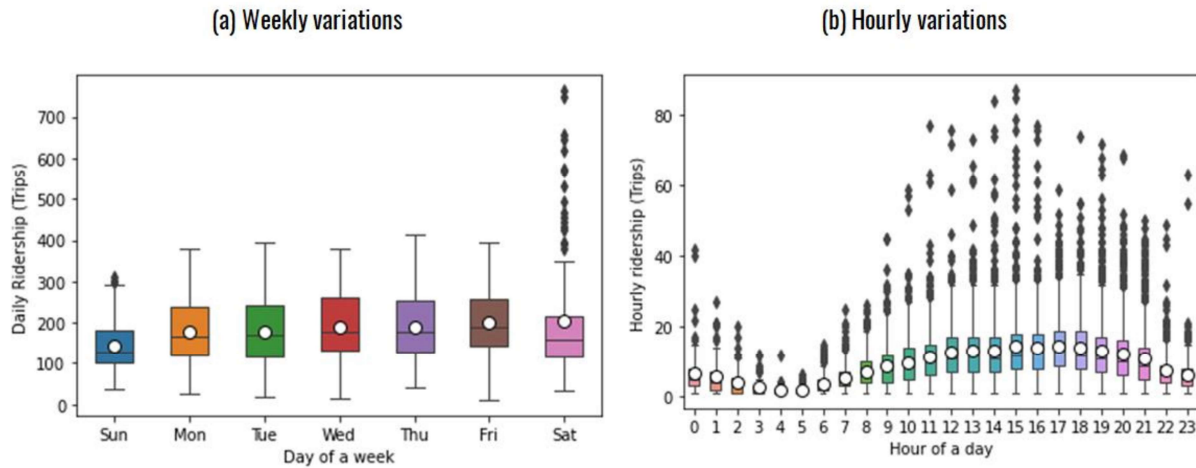 (a) Weekly variations
Daily Ridership (Trips)
700
600
500
400
300
200
100
0
Sun Mon Tue Wed Thu Fri Sat
Day of a week
(b) Hourly variations
Hourly ridership (Trips)
80
60
40
20
0
0 1 2 3 4 5 6 7 8 9 10 11 12 13 14 15 16 17 18 19 20 21 22 23
Hour of a day